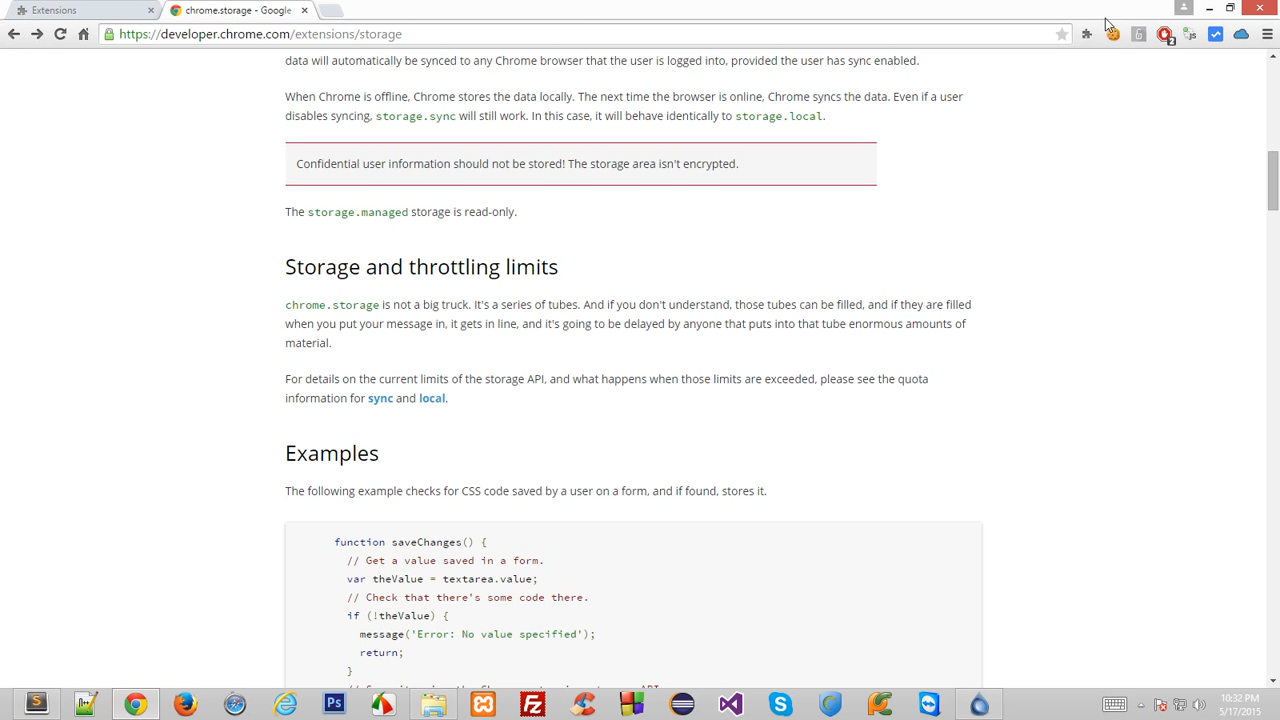 Extensions
chrome.storage - Google
https://developer.chrome.com/extensions/storage
2
data will automatically be synced to any Chrome browser that the user is logged into, provided the user has sync enabled.
When Chrome is offline, Chrome stores the data locally. The next time the browser is online, Chrome syncs the data. Even if a user
disables syncing, storage.sync will still work. In this case, it will behave identically to storage.local.
Confidential user information should not be stored! The storage area isn't encrypted.
The storage.managed storage is read-only.
Storage and throttling limits
chrome.storage is not a big truck. It's a series of tubes. And if you don't understand, those tubes can be filled, and if they are filled
when you put your message in, it gets in line, and it's going to be delayed by anyone that puts into that tube enormous amounts of
material.
For details on the current limits of the storage API, and what happens when those limits are exceeded, please see the quota
information for sync and local.
Examples
The following example checks for CSS code saved by a user on a form, and if found, stores it.
function saveChanges() {
// Get a value saved in a form.
var theValue = textarea.value;
// Check that there's some code there.
if (!theValue) {
message('Error: No value specified');
return;
}
Ps
Fz
10:32 PM
5/17/2015